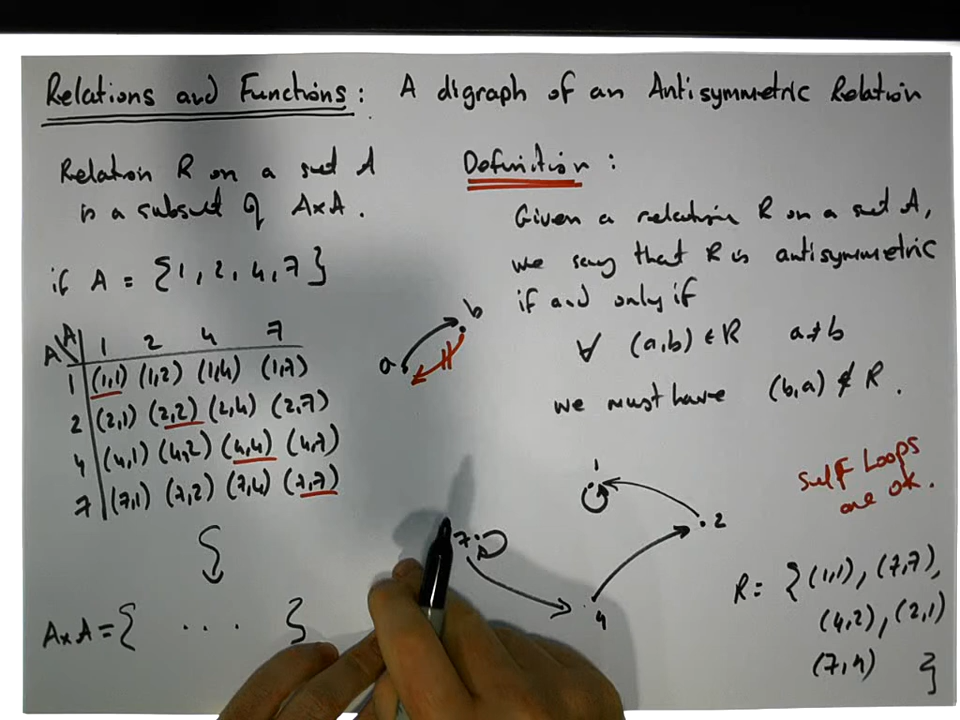 Relations and Functions: A digraph of an Antisymmetric Relation
Relation R on a set A
is a subset of A×A.
if A = {1, 2, 4, 7}
A\A 1 2 4 7
1 (1,1) (1,2) (1,4) (1,7)
2 (2,1) (2,2) (2,4) (2,7)
4 (4,1) (4,2) (4,4) (4,7)
7 (7,1) (7,2) (7,4) (7,7)
A×A = { ... }
a b
Definition:
Given a relation R on a set A,
we say that R is antisymmetric
if and only if
∀ (a,b) ∈ R a≠b
we must have (b,a) ∉ R.
Self Loops
are ok.
1
2
7
4
R = {(1,1), (7,7),
(4,2), (2,1)
(7,4) }